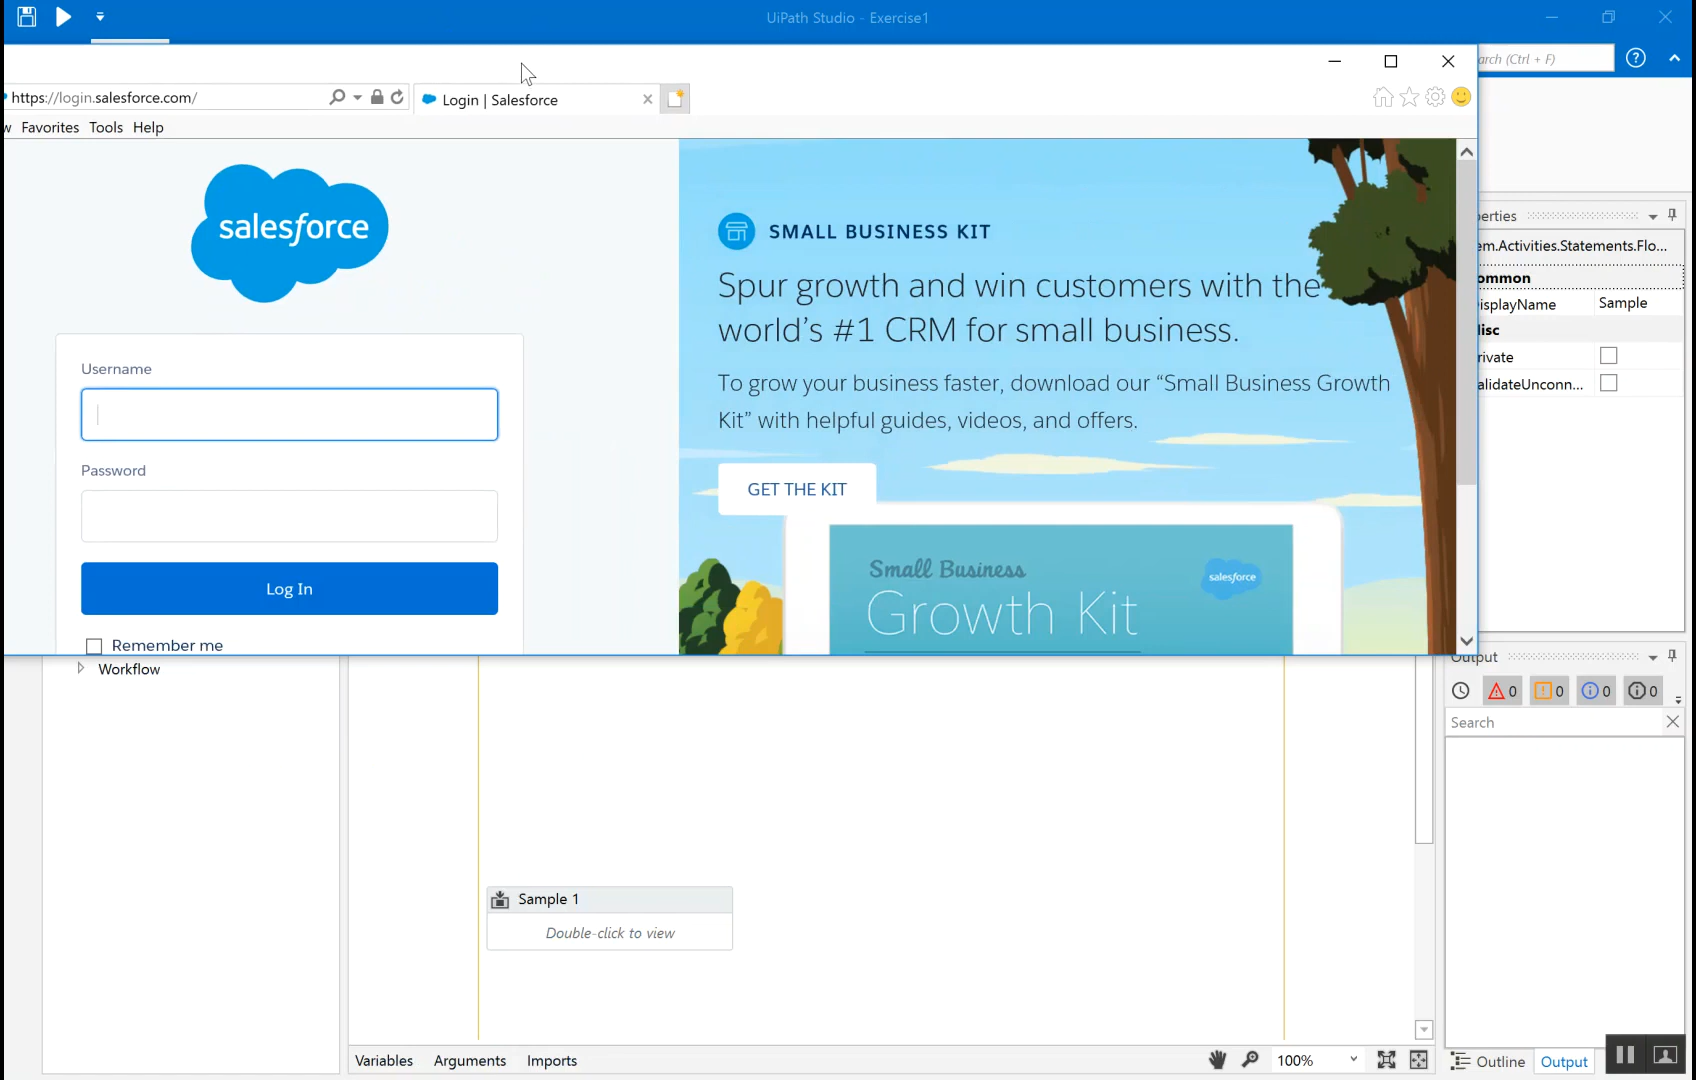 UiPath Studio - Exercise1
arch (Ctrl + F)
https://login.salesforce.com/
Login | Salesforce
w Favorites Tools Help
salesforce
Username
Password
Log In
Remember me
SMALL BUSINESS KIT
Spur growth and win customers with the
world's #1 CRM for small business.
To grow your business faster, download our “Small Business Growth
Kit” with helpful guides, videos, and offers.
GET THE KIT
Small Business
salesforce
Growth Kit
perties
em.Activities.Statements.Flo...
ommon
isplayName Sample
lisc
rivate
alidateUnconn...
Workflow
Sample 1
Double-click to view
Output
0 0 0 0
Search
Variables Arguments Imports
100%
Outline Output